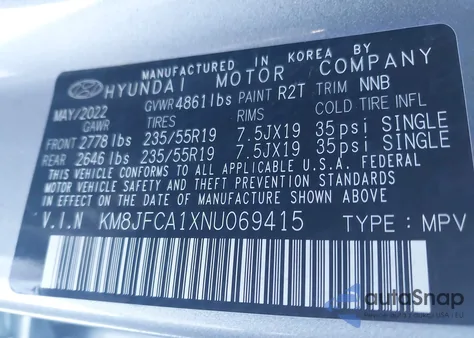 MANUFACTURED IN KOREA BY
HYUNDAI MOTOR COMPANY
MAY/2022 GVWR 4861 lbs PAINT R2T TRIM NNB
GAWR TIRES RIMS COLD TIRE INFL
FRONT 2778 lbs 235/55R19 7.5JX19 35psi SINGLE
REAR 2646 lbs 235/55R19 7.5JX19 35psi SINGLE
THIS VEHICLE CONFORMS TO ALL APPLICABLE U.S.A. FEDERAL
MOTOR VEHICLE SAFETY, BUMPER, AND THEFT PREVENTION
STANDARDS IN EFFECT ON THE DATE OF MANUFACTURE SHOWN ABOVE.
V.I.N KM8JFCA1XNU069415 TYPE : MPV
autoSnap